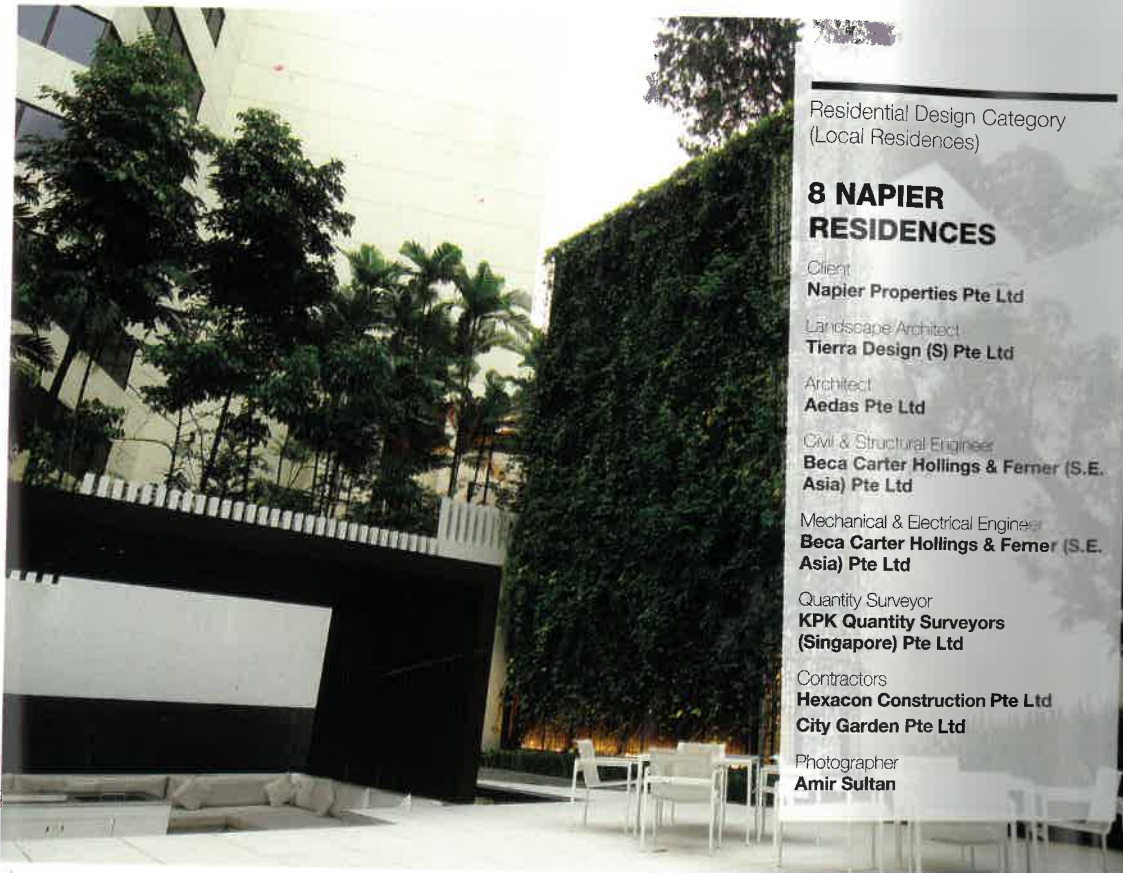 Residential Design Category
(Local Residences)
8 NAPIER
RESIDENCES
Client
Napier Properties Pte Ltd
Landscape Architect
Tierra Design (S) Pte Ltd
Architect
Aedas Pte Ltd
Civil & Structural Engineer
Beca Carter Hollings & Ferner (S.E.
Asia) Pte Ltd
Mechanical & Electrical Engineer
Beca Carter Hollings & Ferner (S.E.
Asia) Pte Ltd
Quantity Surveyor
KPK Quantity Surveyors
(Singapore) Pte Ltd
Contractors
Hexacon Construction Pte Ltd
City Garden Pte Ltd
Photographer
Amir Sultan